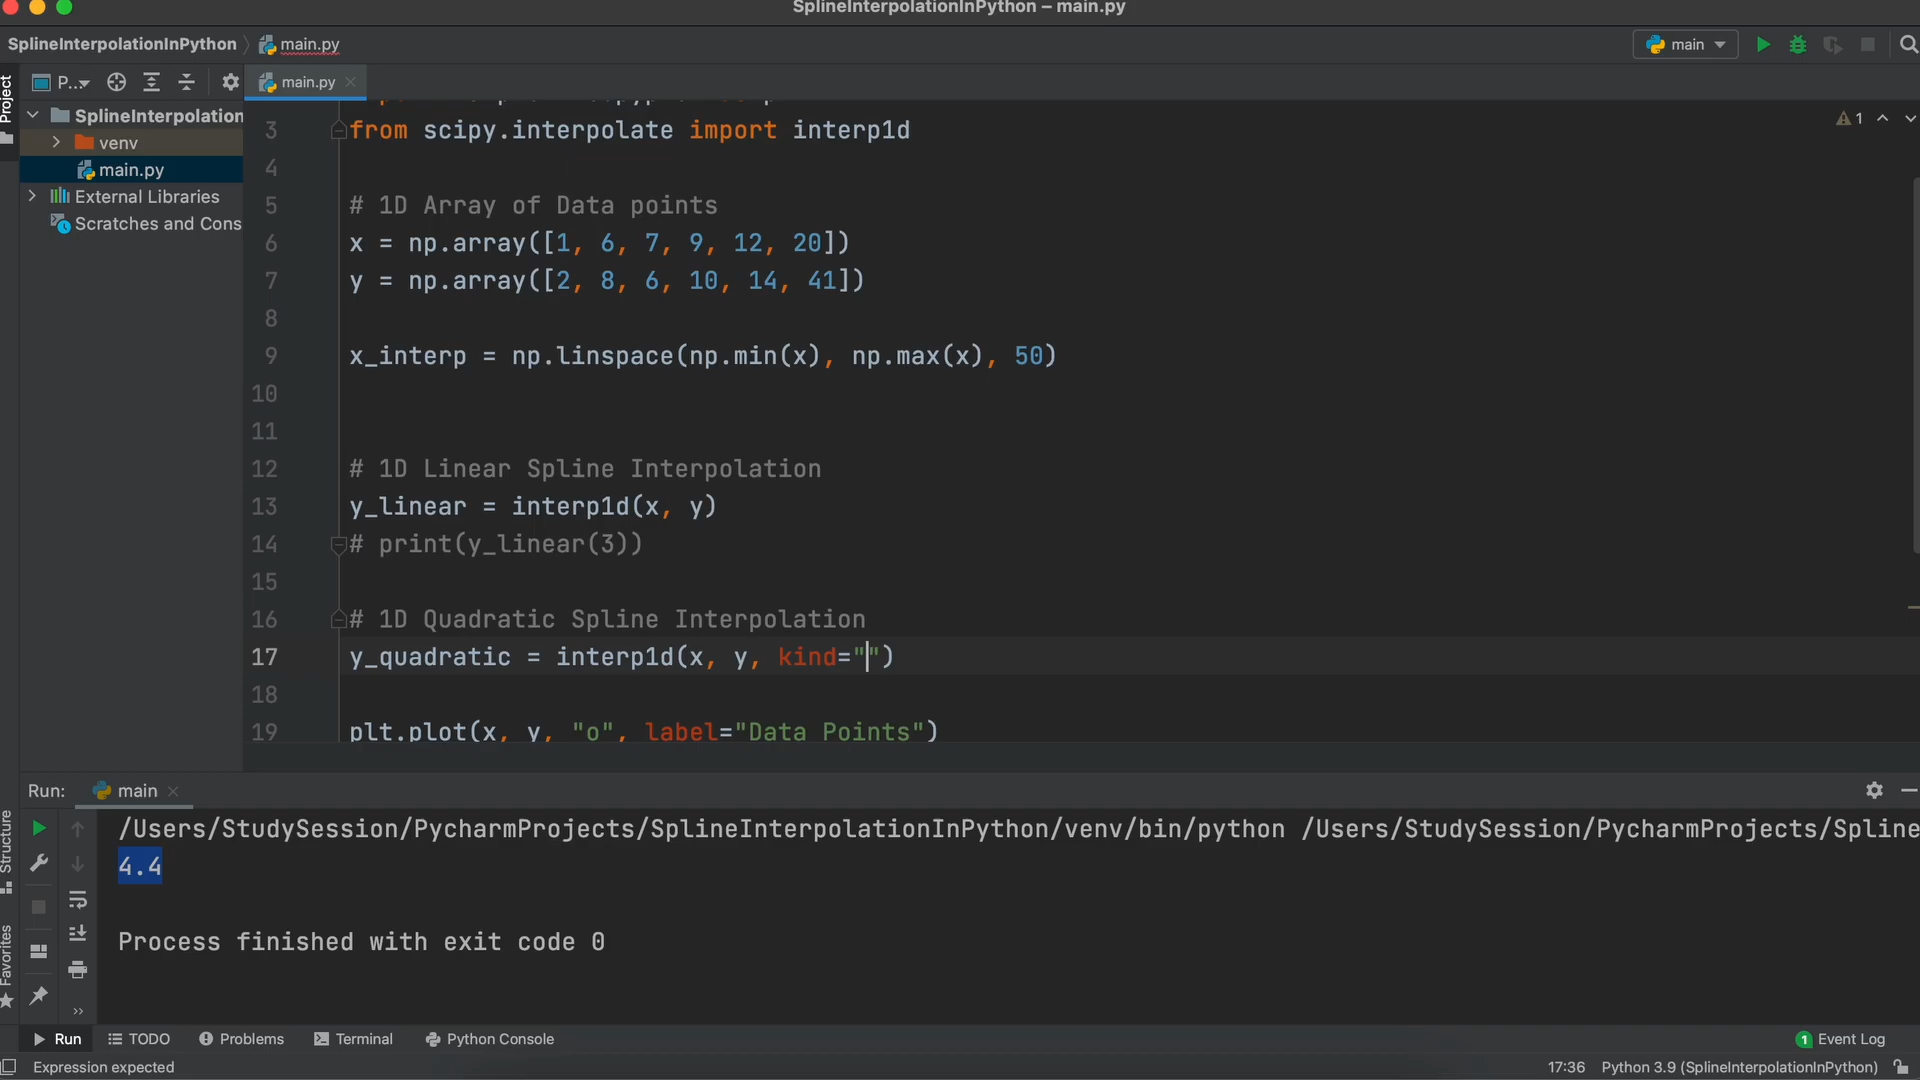 SplineInterpolationInPython – main.py
SplineInterpolationInPython main.py
main
P... main.py
Project
SplineInterpolation
venv
main.py
External Libraries
Scratches and Cons
1
3 from scipy.interpolate import interp1d
4
5 # 1D Array of Data points
6 x = np.array([1, 6, 7, 9, 12, 20])
7 y = np.array([2, 8, 6, 10, 14, 41])
8
9 x_interp = np.linspace(np.min(x), np.max(x), 50)
10
11
12 # 1D Linear Spline Interpolation
13 y_linear = interp1d(x, y)
14 # print(y_linear(3))
15
16 # 1D Quadratic Spline Interpolation
17 y_quadratic = interp1d(x, y, kind="")
18
19 plt.plot(x, y, "o", label="Data Points")
Run: main
/Users/StudySession/PycharmProjects/SplineInterpolationInPython/venv/bin/python /Users/StudySession/PycharmProjects/Spline
4.4
Process finished with exit code 0
Structure
Favorites
Run TODO Problems Terminal Python Console 1 Event Log
Expression expected 17:36 Python 3.9 (SplineInterpolationInPython)